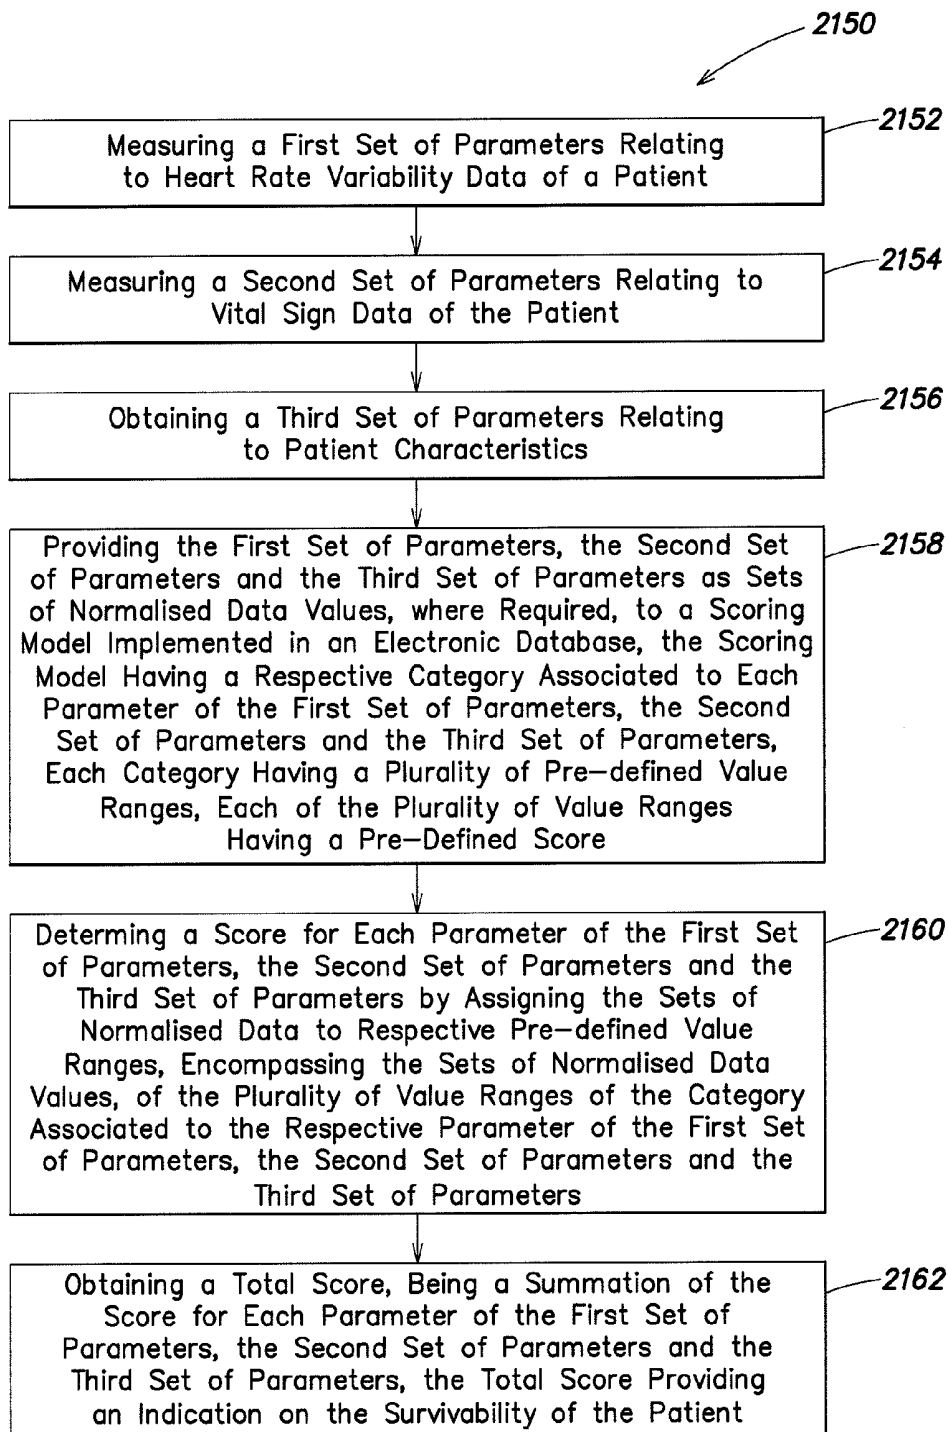 2150
2152
Measuring a First Set of Parameters Relating
to Heart Rate Variability Data of a Patient
2154
Measuring a Second Set of Parameters Relating to
Vital Sign Data of the Patient
2156
Obtaining a Third Set of Parameters Relating
to Patient Characteristics
2158
Providing the First Set of Parameters, the Second Set
of Parameters and the Third Set of Parameters as Sets
of Normalised Data Values, where Required, to a Scoring
Model Implemented in an Electronic Database, the Scoring
Model Having a Respective Category Associated to Each
Parameter of the First Set of Parameters, the Second
Set of Parameters and the Third Set of Parameters,
Each Category Having a Plurality of Pre-defined Value
Ranges, Each of the Plurality of Value Ranges
Having a Pre-Defined Score
2160
Determing a Score for Each Parameter of the First Set
of Parameters, the Second Set of Parameters and the
Third Set of Parameters by Assigning the Sets of
Normalised Data to Respective Pre-defined Value
Ranges, Encompassing the Sets of Normalised Data
Values, of the Plurality of Value Ranges of the Category
Associated to the Respective Parameter of the First Set
of Parameters, the Second Set of Parameters and the
Third Set of Parameters
2162
Obtaining a Total Score, Being a Summation of the
Score for Each Parameter of the First Set of
Parameters, the Second Set of Parameters and the
Third Set of Parameters, the Total Score Providing
an Indication on the Survivability of the Patient